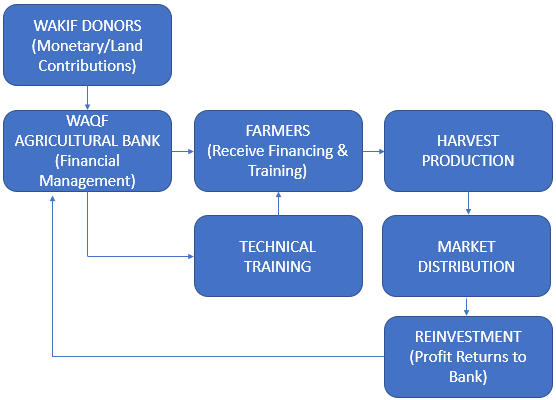 WAKIF DONORS
(Monetary/Land
Contributions)
WAQF
AGRICULTURAL BANK
(Financial
Management)
FARMERS
(Receive Financing &
Training)
HARVEST
PRODUCTION
TECHNICAL
TRAINING
MARKET
DISTRIBUTION
REINVESTMENT
(Profit Returns to
Bank)